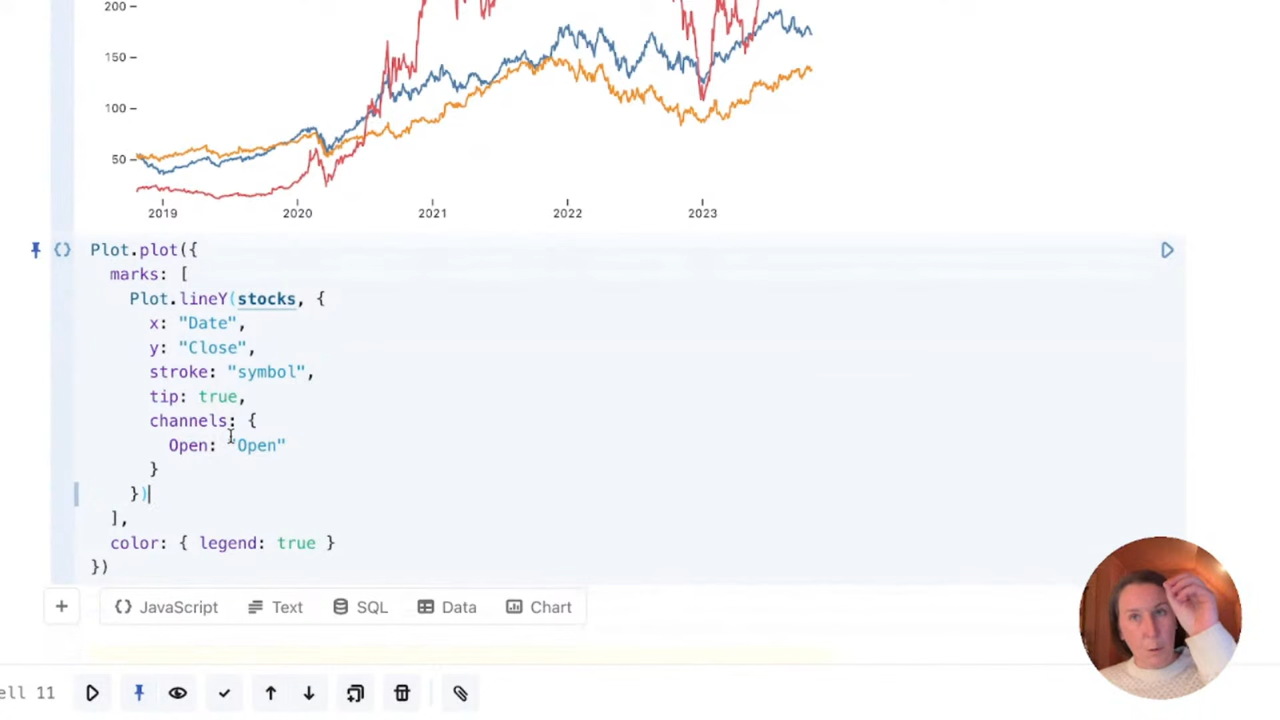 200
150
100
50
2019 2020 2021 2022 2023
Plot.plot({
marks: [
Plot.lineY(stocks, {
x: "Date",
y: "Close",
stroke: "symbol",
tip: true,
channels: {
Open: "Open"
}
})
],
color: { legend: true }
})
+ {} JavaScript Text SQL Data Chart
ell 11